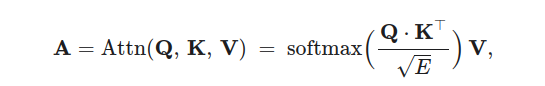 A = Attn(Q, K, V) = softmax(Q · K⊤ / √E) V,